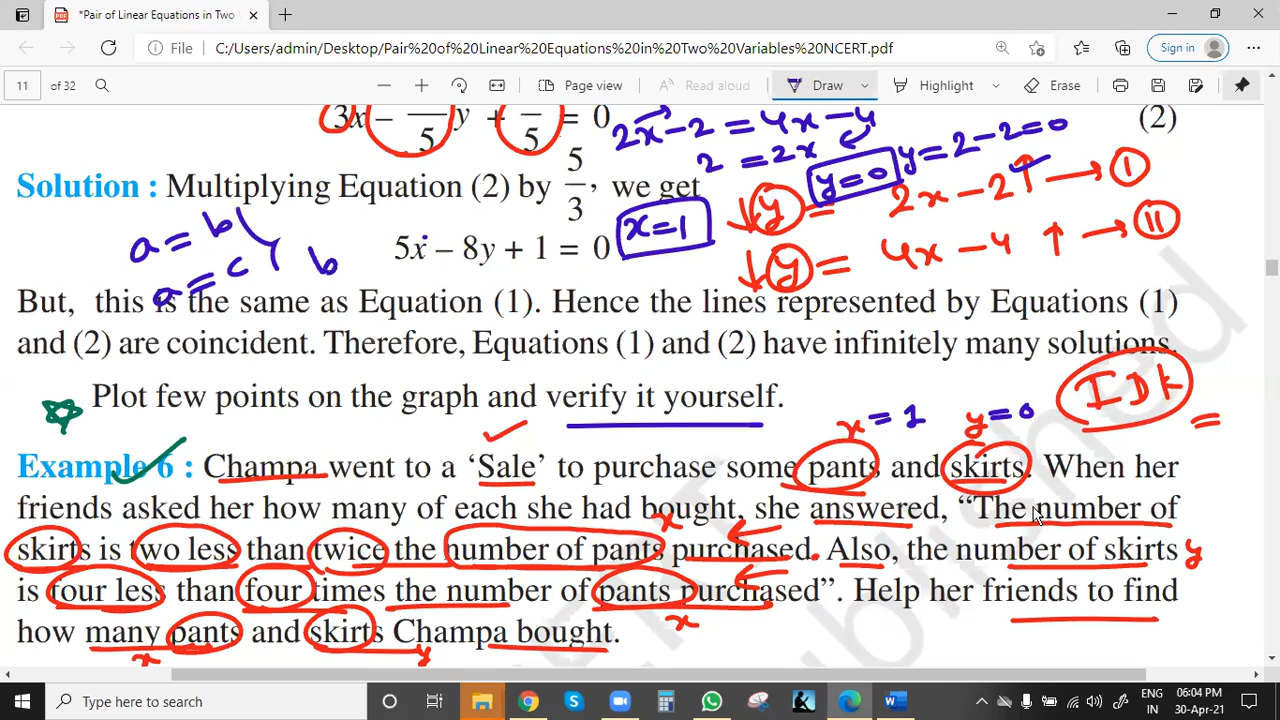 *Pair of Linear Equations in Two V
File
C:/Users/admin/Desktop/Pair%20of%20Linear%20Equations%20in%20Two%20Variables%20NCERT.pdf
Sign in
11 of 32
Page view
Read aloud
Draw
Highlight
Erase
3x − —/5 y + —/5 = 0 (2)
2x − 2 = 4x − 4
2 = 2x
y = 2 − 2 = 0
y = 0
Solution : Multiplying Equation (2) by 5/3, we get
x = 1
y = 2x − 2 → I
a = b
a = c
b
5x − 8y + 1 = 0
y = 4x − 4 → II
But, this is the same as Equation (1). Hence the lines represented by Equations (1)
and (2) are coincident. Therefore, Equations (1) and (2) have infinitely many solutions.
Plot few points on the graph and verify it yourself.
IDK =
x = 1 y = 0
Example 6 : Champa went to a ‘Sale’ to purchase some pants and skirts. When her
friends asked her how many of each she had bought, she answered, “The number of
x
skirts is two less than twice the number of pants purchased. Also, the number of skirts y
is four less than four times the number of pants purchased”. Help her friends to find
x
how many pants and skirts Champa bought.
x y
blished
Type here to search
ENG
IN
06:04 PM
30-Apr-21